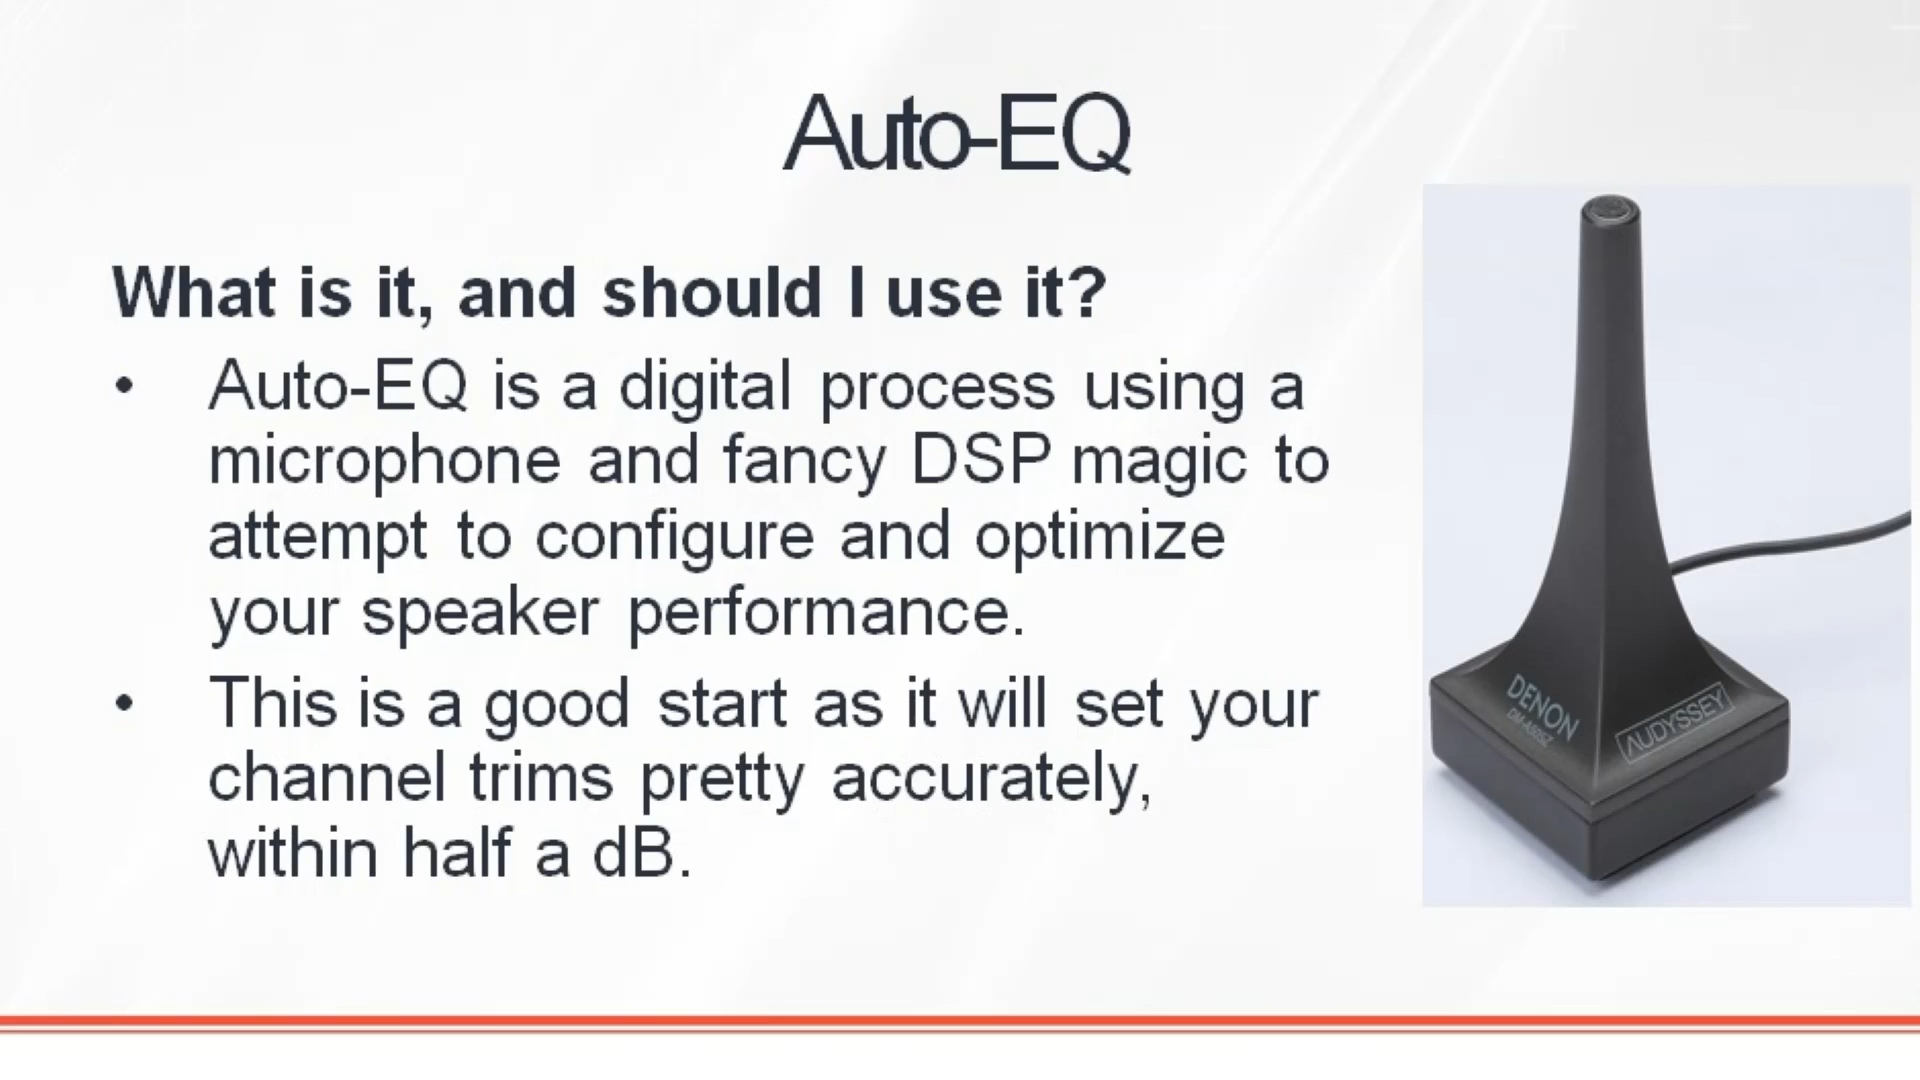 Auto-EQ
What is it, and should I use it?
• Auto-EQ is a digital process using a
microphone and fancy DSP magic to
attempt to configure and optimize
your speaker performance.
• This is a good start as it will set your
channel trims pretty accurately,
within half a dB.
DENON
AUDYSSEY